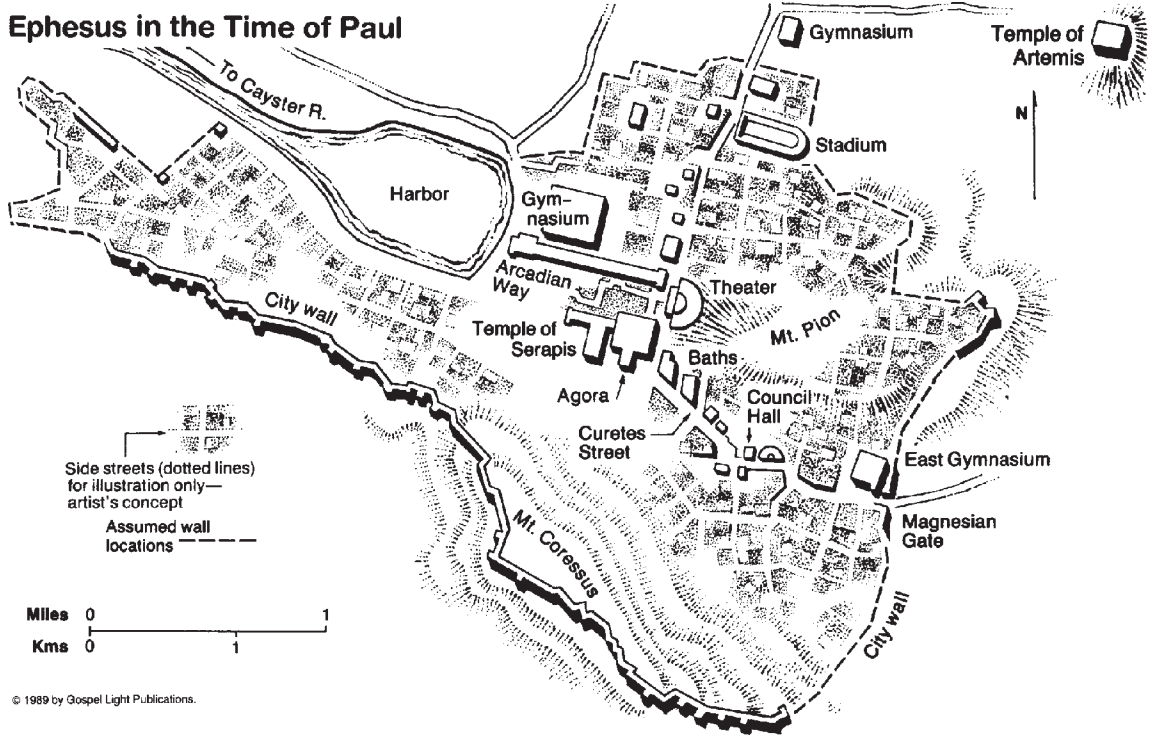 Ephesus in the Time of Paul
Gymnasium
Temple of
Artemis
To Cayster R.
N
Stadium
Harbor
Gym-
nasium
Arcadian
Way
Theater
City wall
Mt. Pion
Temple of
Serapis
Baths
Agora
Council
Hall
Curetes
Street
East Gymnasium
Side streets (dotted lines)
for illustration only—
artist's concept
Magnesian
Gate
Assumed wall
locations
Mt. Coressus
City wall
Miles 0 1
Kms 0 1
© 1989 by Gospel Light Publications.